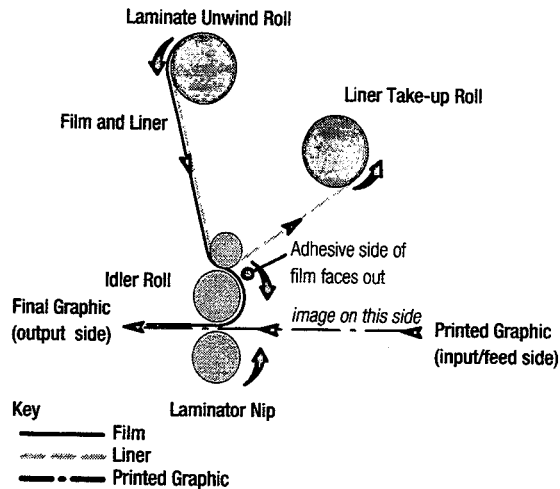 Laminate Unwind Roll
Liner Take-up Roll
Film and Liner
Adhesive side of
film faces out
Idler Roll
Final Graphic
(output side)
image on this side
Printed Graphic
(input/feed side)
Laminator Nip
Key
Film
Liner
Printed Graphic